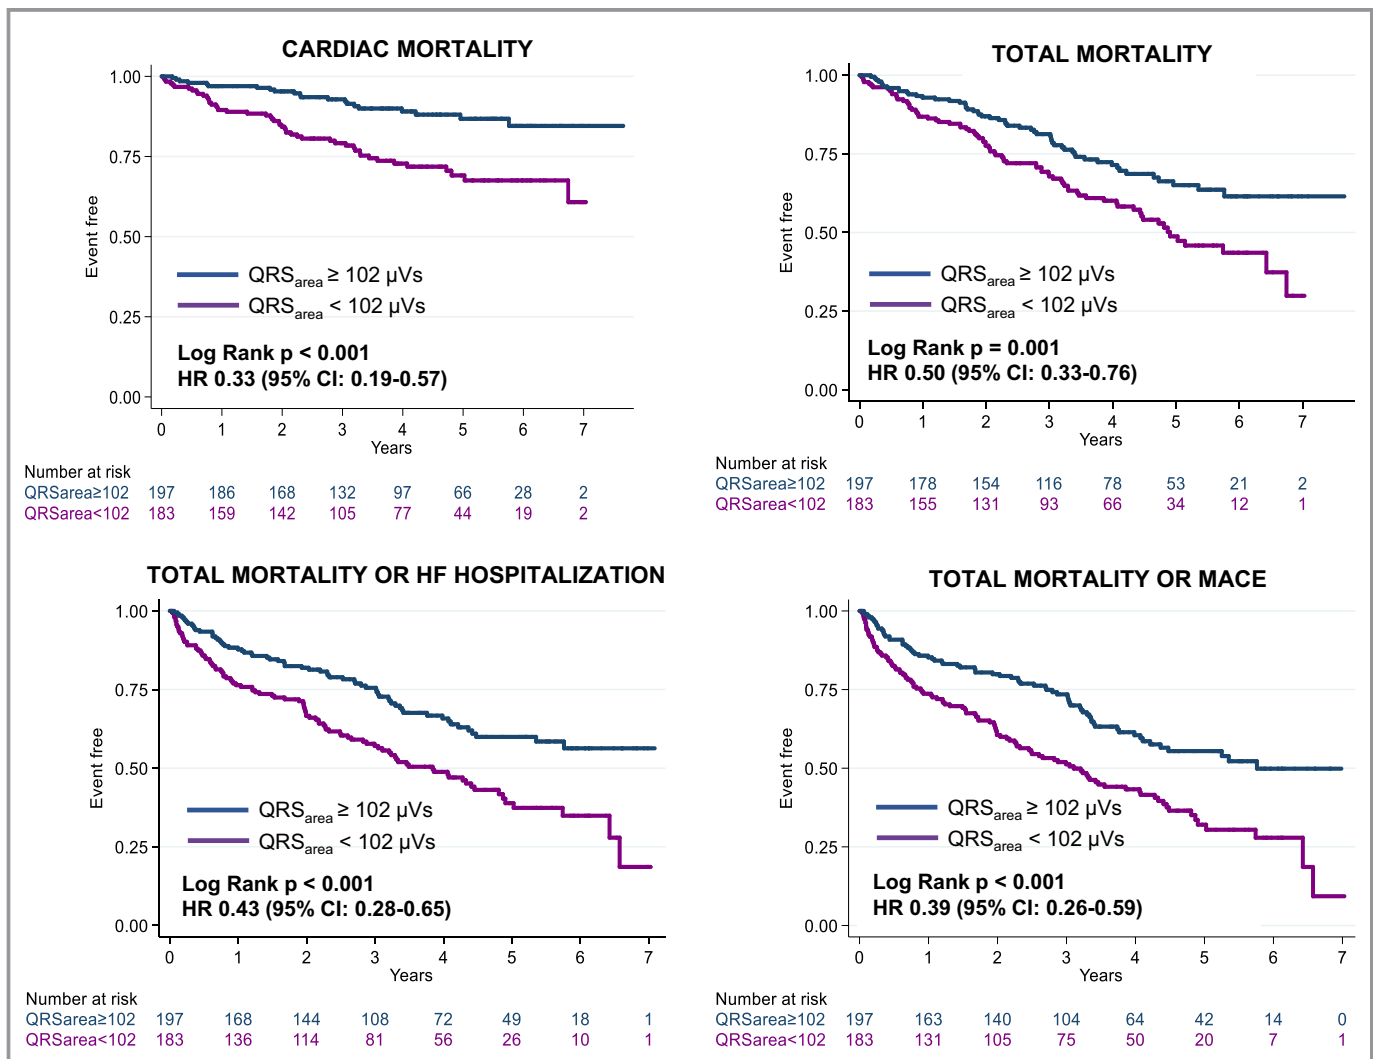 CARDIAC MORTALITY
1.00
0.75
0.50
0.25
0.00
Event free
QRSarea ≥ 102 µVs
QRSarea < 102 µVs
Log Rank p < 0.001
HR 0.33 (95% CI: 0.19-0.57)
0 1 2 3 4 5 6 7
Years
Number at risk
QRSarea≥102 197 186 168 132 97 66 28 2
QRSarea<102 183 159 142 105 77 44 19 2
TOTAL MORTALITY
1.00
0.75
0.50
0.25
0.00
Event free
QRSarea ≥ 102 µVs
QRSarea < 102 µVs
Log Rank p = 0.001
HR 0.50 (95% CI: 0.33-0.76)
0 1 2 3 4 5 6 7
Years
Number at risk
QRSarea≥102 197 178 154 116 78 53 21 2
QRSarea<102 183 155 131 93 66 34 12 1
TOTAL MORTALITY OR HF HOSPITALIZATION
1.00
0.75
0.50
0.25
0.00
Event free
QRSarea ≥ 102 µVs
QRSarea < 102 µVs
Log Rank p < 0.001
HR 0.43 (95% CI: 0.28-0.65)
0 1 2 3 4 5 6 7
Years
Number at risk
QRSarea≥102 197 168 144 108 72 49 18 1
QRSarea<102 183 136 114 81 56 26 10 1
TOTAL MORTALITY OR MACE
1.00
0.75
0.50
0.25
0.00
Event free
QRSarea ≥ 102 µVs
QRSarea < 102 µVs
Log Rank p < 0.001
HR 0.39 (95% CI: 0.26-0.59)
0 1 2 3 4 5 6 7
Years
Number at risk
QRSarea≥102 197 163 140 104 64 42 14 0
QRSarea<102 183 131 105 75 50 20 7 1